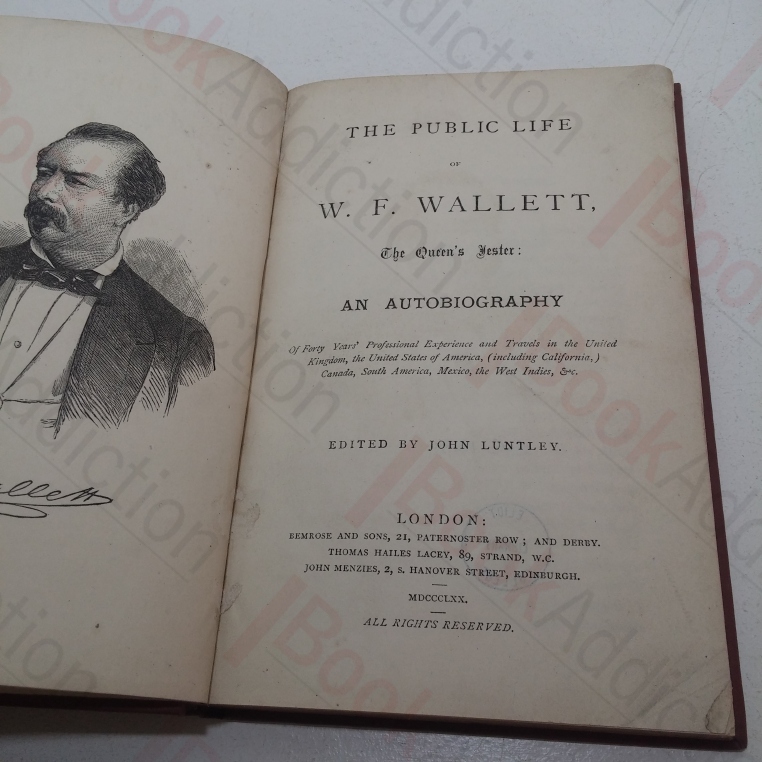 THE PUBLIC LIFE
OF
W. F. WALLETT,
The Queen's Jester:
AN AUTOBIOGRAPHY
Of Forty Years' Professional Experience and Travels in the United
Kingdom, the United States of America, (including California,)
Canada, South America, Mexico, the West Indies, &c.
EDITED BY JOHN LUNTLEY.
LONDON:
BEMROSE AND SONS, 21, PATERNOSTER ROW; AND DERBY.
THOMAS HAILES LACEY, 89, STRAND, W.C.
JOHN MENZIES, 2, S. HANOVER STREET, EDINBURGH.
MDCCCLXX.
ALL RIGHTS RESERVED.
BookAddiction